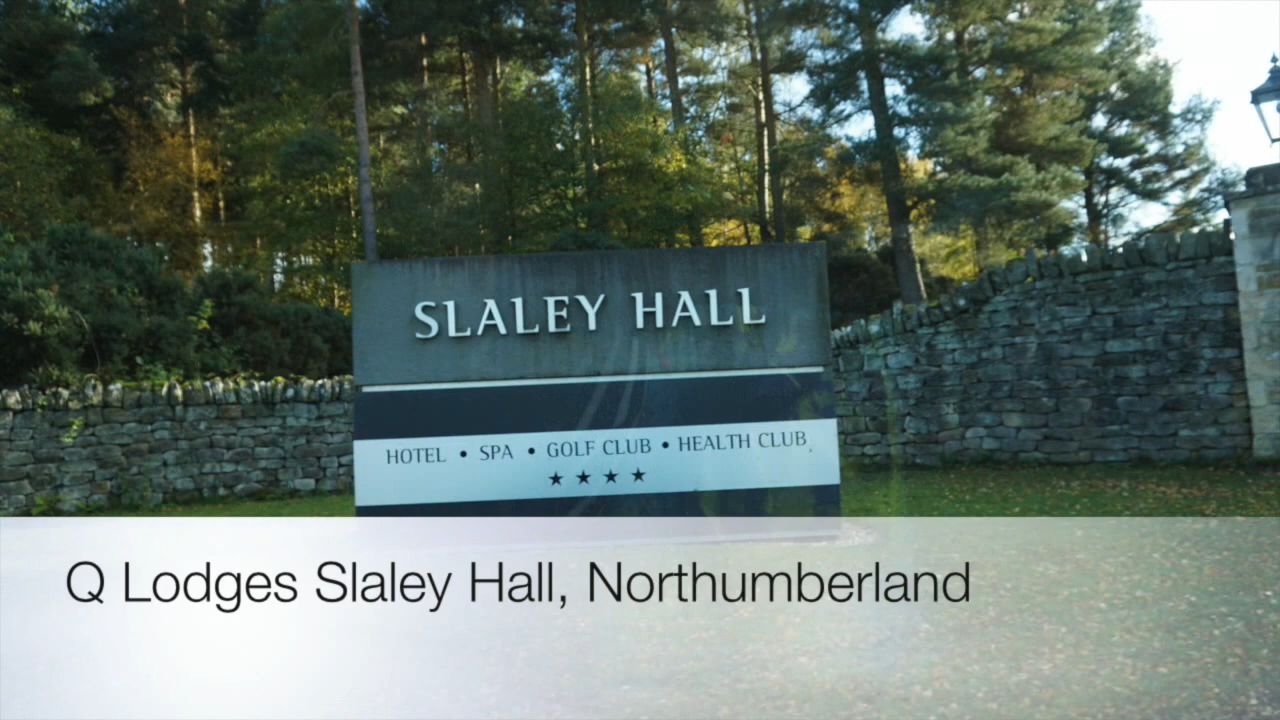 SLALEY HALL
HOTEL • SPA • GOLF CLUB • HEALTH CLUB
★ ★ ★ ★
Q Lodges Slaley Hall, Northumberland